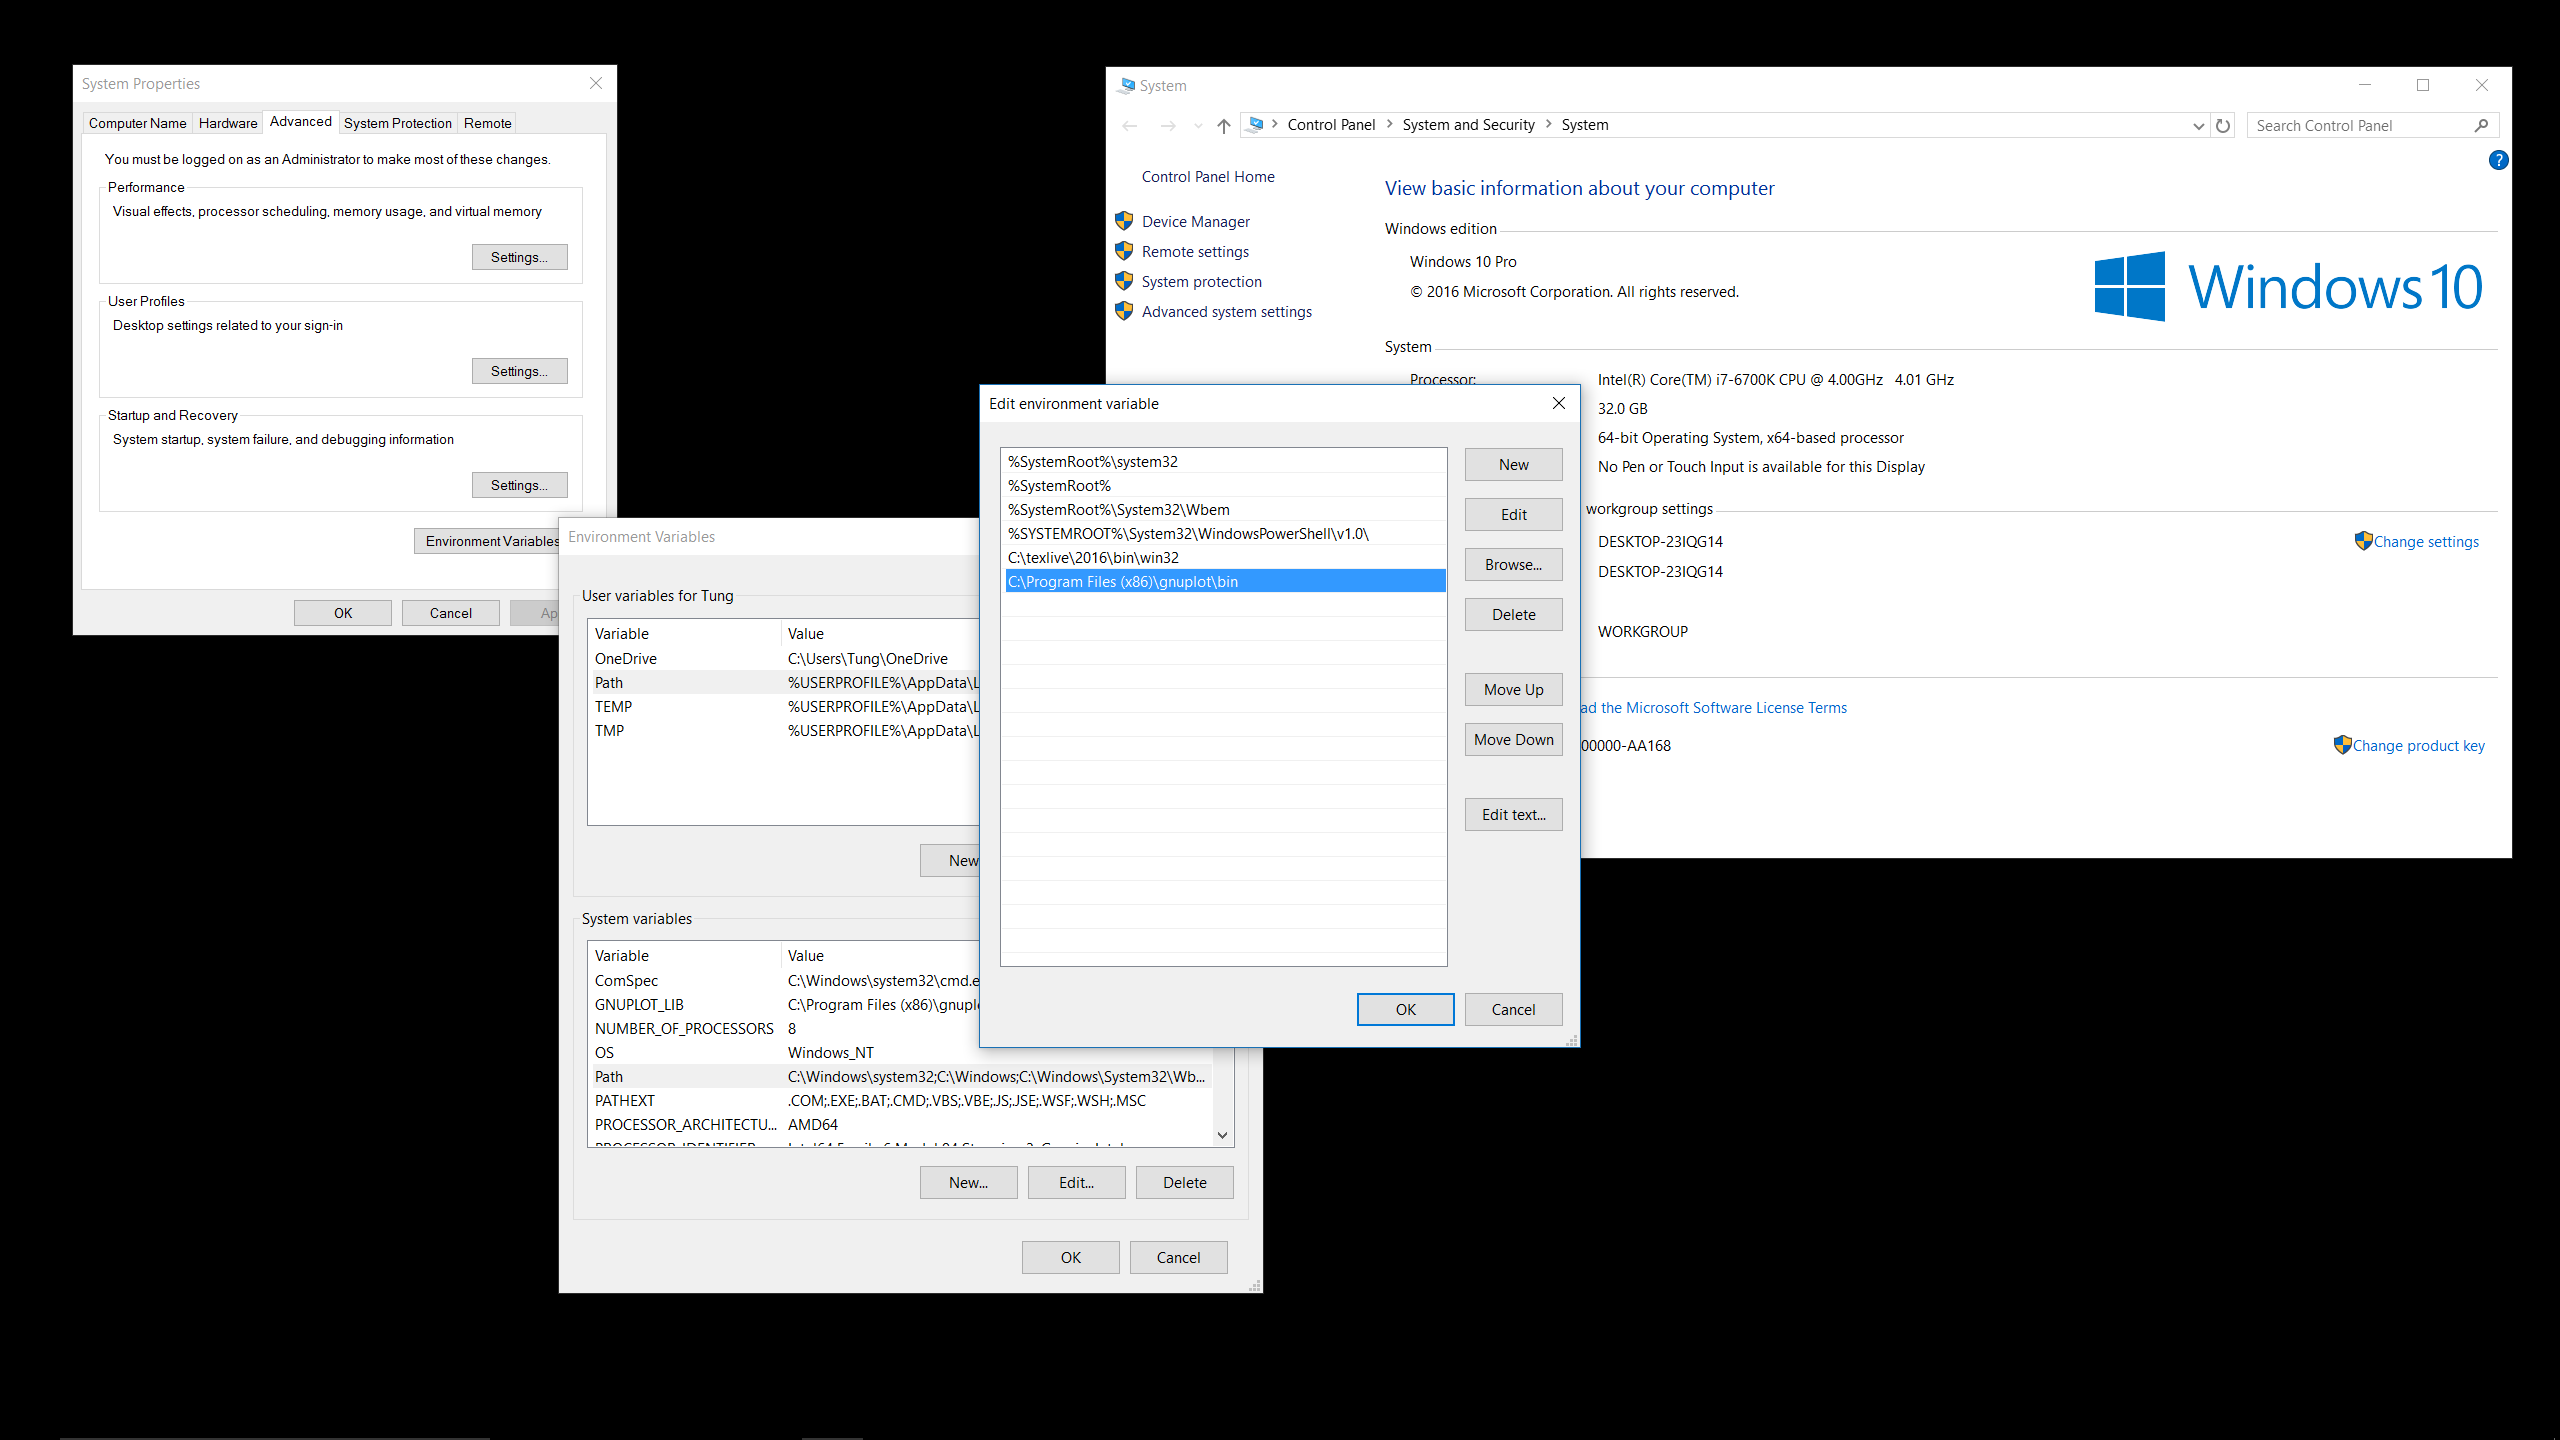 System Properties
Computer Name Hardware Advanced System Protection Remote
You must be logged on as an Administrator to make most of these changes.
Performance
Visual effects, processor scheduling, memory usage, and virtual memory
Settings...
User Profiles
Desktop settings related to your sign-in
Settings...
Startup and Recovery
System startup, system failure, and debugging information
Settings...
Environment Variables
OK Cancel Ap
System
Control Panel System and Security System
Search Control Panel
?
Control Panel Home
Device Manager
Remote settings
System protection
Advanced system settings
View basic information about your computer
Windows edition
Windows 10 Pro
© 2016 Microsoft Corporation. All rights reserved.
Windows 10
System
Processor: Intel(R) Core(TM) i7-6700K CPU @ 4.00GHz 4.01 GHz
32.0 GB
64-bit Operating System, x64-based processor
No Pen or Touch Input is available for this Display
workgroup settings
DESKTOP-23IQG14 Change settings
DESKTOP-23IQG14
WORKGROUP
ad the Microsoft Software License Terms
00000-AA168 Change product key
Edit environment variable
%SystemRoot%\system32
%SystemRoot%
%SystemRoot%\System32\Wbem
%SYSTEMROOT%\System32\WindowsPowerShell\v1.0\
C:\texlive\2016\bin\win32
C:\Program Files (x86)\gnuplot\bin
New
Edit
Browse...
Delete
Move Up
Move Down
Edit text...
OK Cancel
Environment Variables
User variables for Tung
Variable Value
OneDrive C:\Users\Tung\OneDrive
Path %USERPROFILE%\AppData\L
TEMP %USERPROFILE%\AppData\L
TMP %USERPROFILE%\AppData\L
New
System variables
Variable Value
ComSpec C:\Windows\system32\cmd.e
GNUPLOT_LIB C:\Program Files (x86)\gnupl
NUMBER_OF_PROCESSORS 8
OS Windows_NT
Path C:\Windows\system32;C:\Windows;C:\Windows\System32\Wb...
PATHEXT .COM;.EXE;.BAT;.CMD;.VBS;.VBE;.JS;.JSE;.WSF;.WSH;.MSC
PROCESSOR_ARCHITECTU... AMD64
New... Edit... Delete
OK Cancel